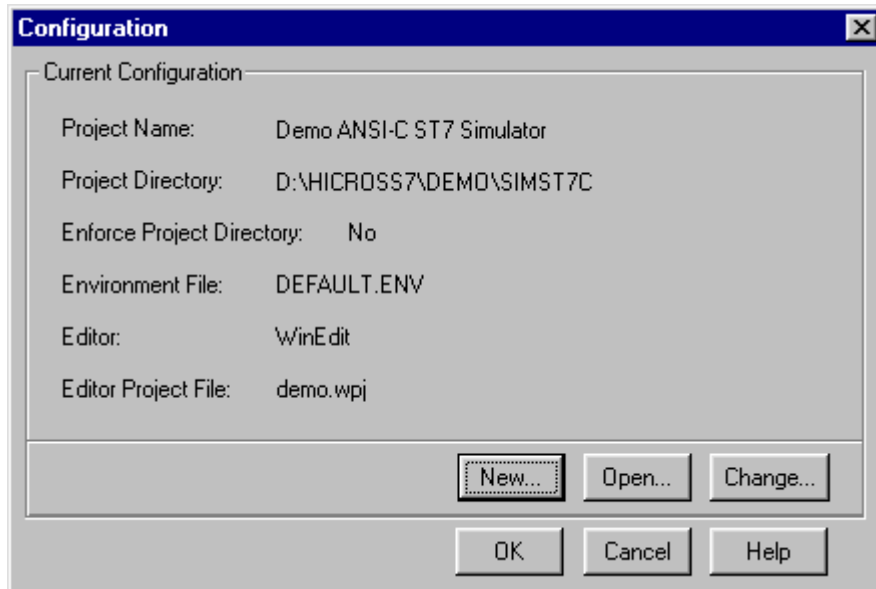 Configuration
Current Configuration
Project Name: Demo ANSI-C ST7 Simulator
Project Directory: D:\HICROSS7\DEMO\SIMST7C
Enforce Project Directory: No
Environment File: DEFAULT.ENV
Editor: WinEdit
Editor Project File: demo.wpj
New... Open... Change...
OK Cancel Help